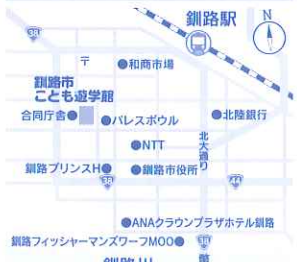 釧路駅
N
38
〒
和商市場
釧路市
こども遊学館
合同庁舎
パレスボウル
北陸銀行
北大通り
NTT
釧路プリンスH
釧路市役所
38
44
ANAクラウンプラザホテル釧路
釧路フィッシャーマンズワーフMOO
38